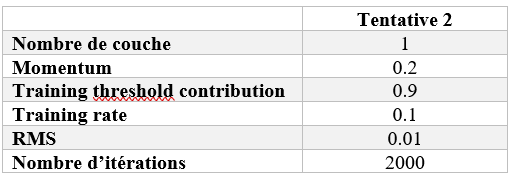 Tentative 2
Nombre de couche 1
Momentum 0.2
Training threshold contribution 0.9
Training rate 0.1
RMS 0.01
Nombre d’itérations 2000